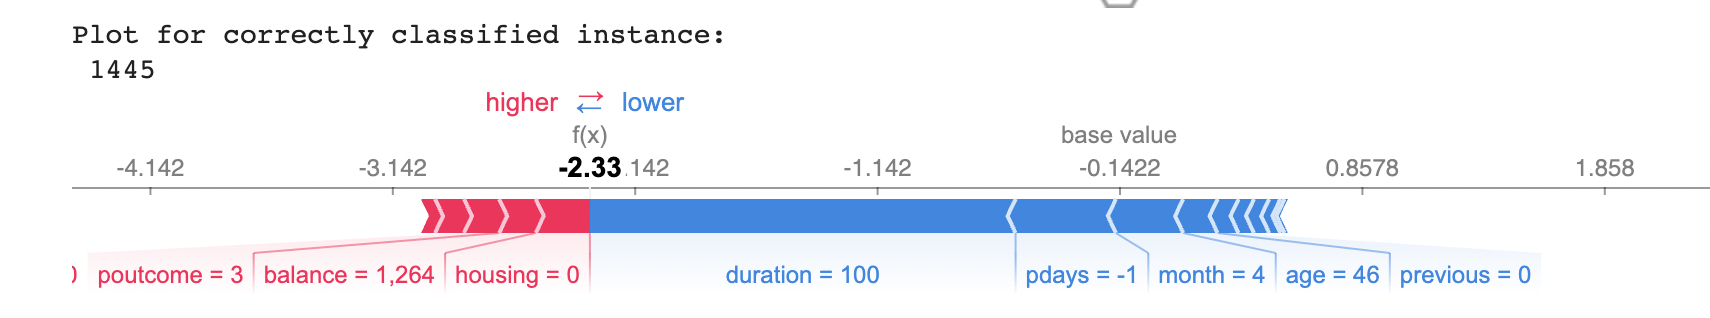 Plot for correctly classified instance:
1445
higher lower
f(x) base value
-4.142 -3.142 -2.33 .142 -1.142 -0.1422 0.8578 1.858
) poutcome = 3 balance = 1,264 housing = 0 duration = 100 pdays = -1 month = 4 age = 46 previous = 0